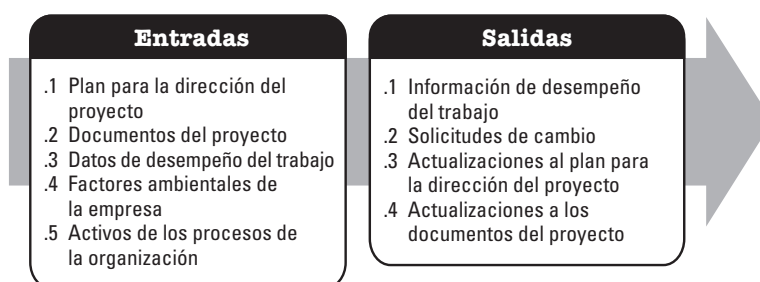 Entradas
.1 Plan para la dirección del
proyecto
.2 Documentos del proyecto
.3 Datos de desempeño del trabajo
.4 Factores ambientales de
la empresa
.5 Activos de los procesos de
la organización
Salidas
.1 Información de desempeño
del trabajo
.2 Solicitudes de cambio
.3 Actualizaciones al plan para
la dirección del proyecto
.4 Actualizaciones a los
documentos del proyecto